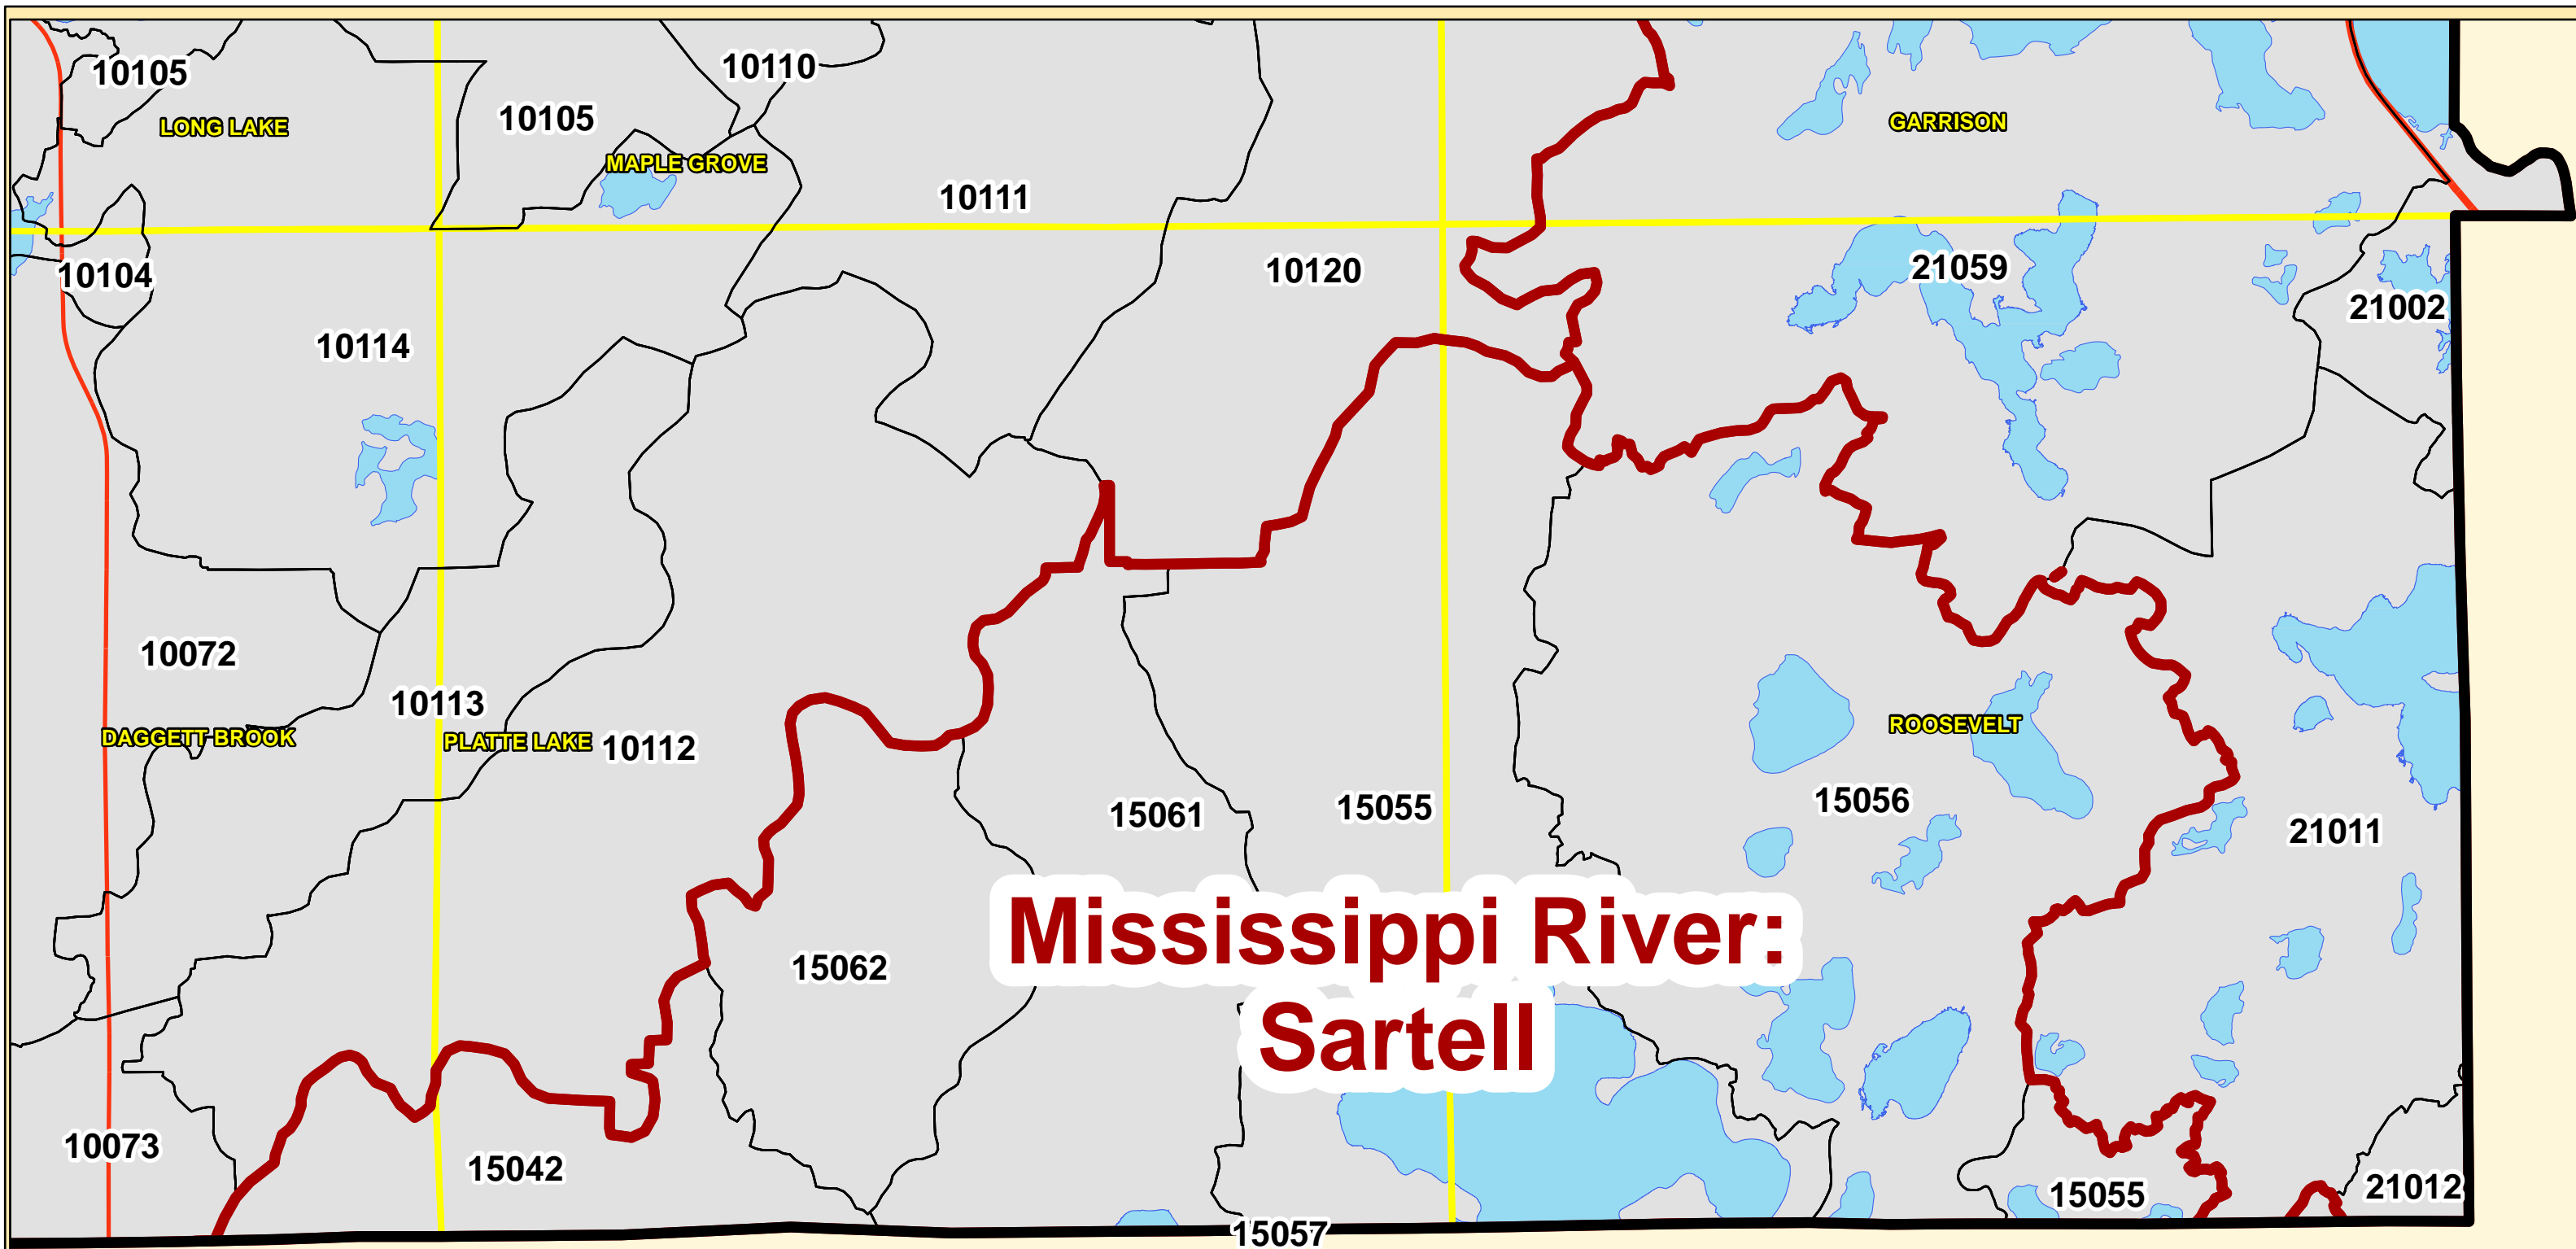 10105
10110
10105
LONG LAKE
GARRISON
MAPLE GROVE
10111
10104
10120
21059
21002
10114
10072
10113
DAGGETT BROOK
PLATTE LAKE
10112
ROOSEVELT
15061
15055
15056
21011
Mississippi River:
Sartell
15062
10073
15042
15055
21012
15057